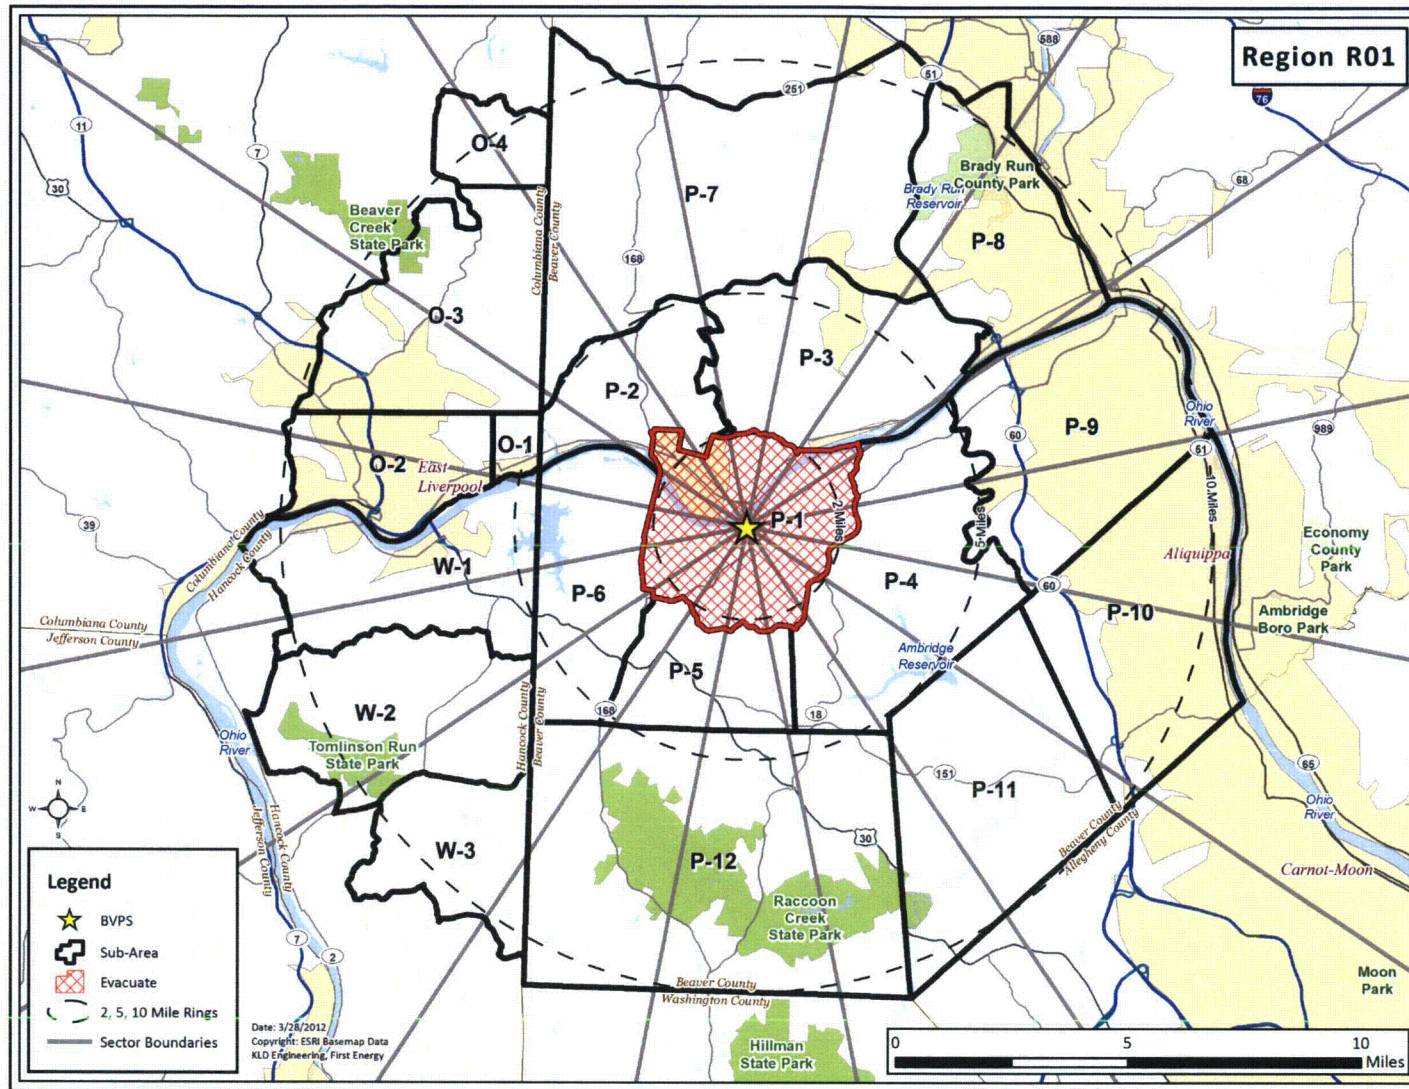 Region R01
588
51
251
76
11
7
O-4
30
Brady Run
County Park
Brady Run
Reservoir
68
P-7
Beaver
Creek
State Park
Columbiana County
Beaver County
P-8
168
O-3
P-3
P-2
Ohio
River
P-9
60
989
51
O-1
O-2
East
Liverpool
10 Miles
2 Miles
P-1
39
5 Miles
Columbiana County
Hancock County
Economy
County
Park
Aliquippa
W-1
P-4
P-6
60
P-10
Ambridge
Boro Park
Columbiana County
Jefferson County
Ambridge
Reservoir
P-5
Hancock County
Beaver County
168
18
W-2
Ohio
River
Tomlinson Run
State Park
65
151
P-11
Ohio
River
N
W E
S
Hancock County
Jefferson County
Beaver County
Allegheny County
30
W-3
P-12
Carnot-Moon
Raccoon
Creek
State Park
7
2
Moon
Park
Beaver County
Washington County
Hillman
State Park
Legend
BVPS
Sub-Area
Evacuate
2, 5, 10 Mile Rings
Sector Boundaries
Date: 3/28/2012
Copyright: ESRI Basemap Data
KLD Engineering, First Energy
0 5 10
Miles